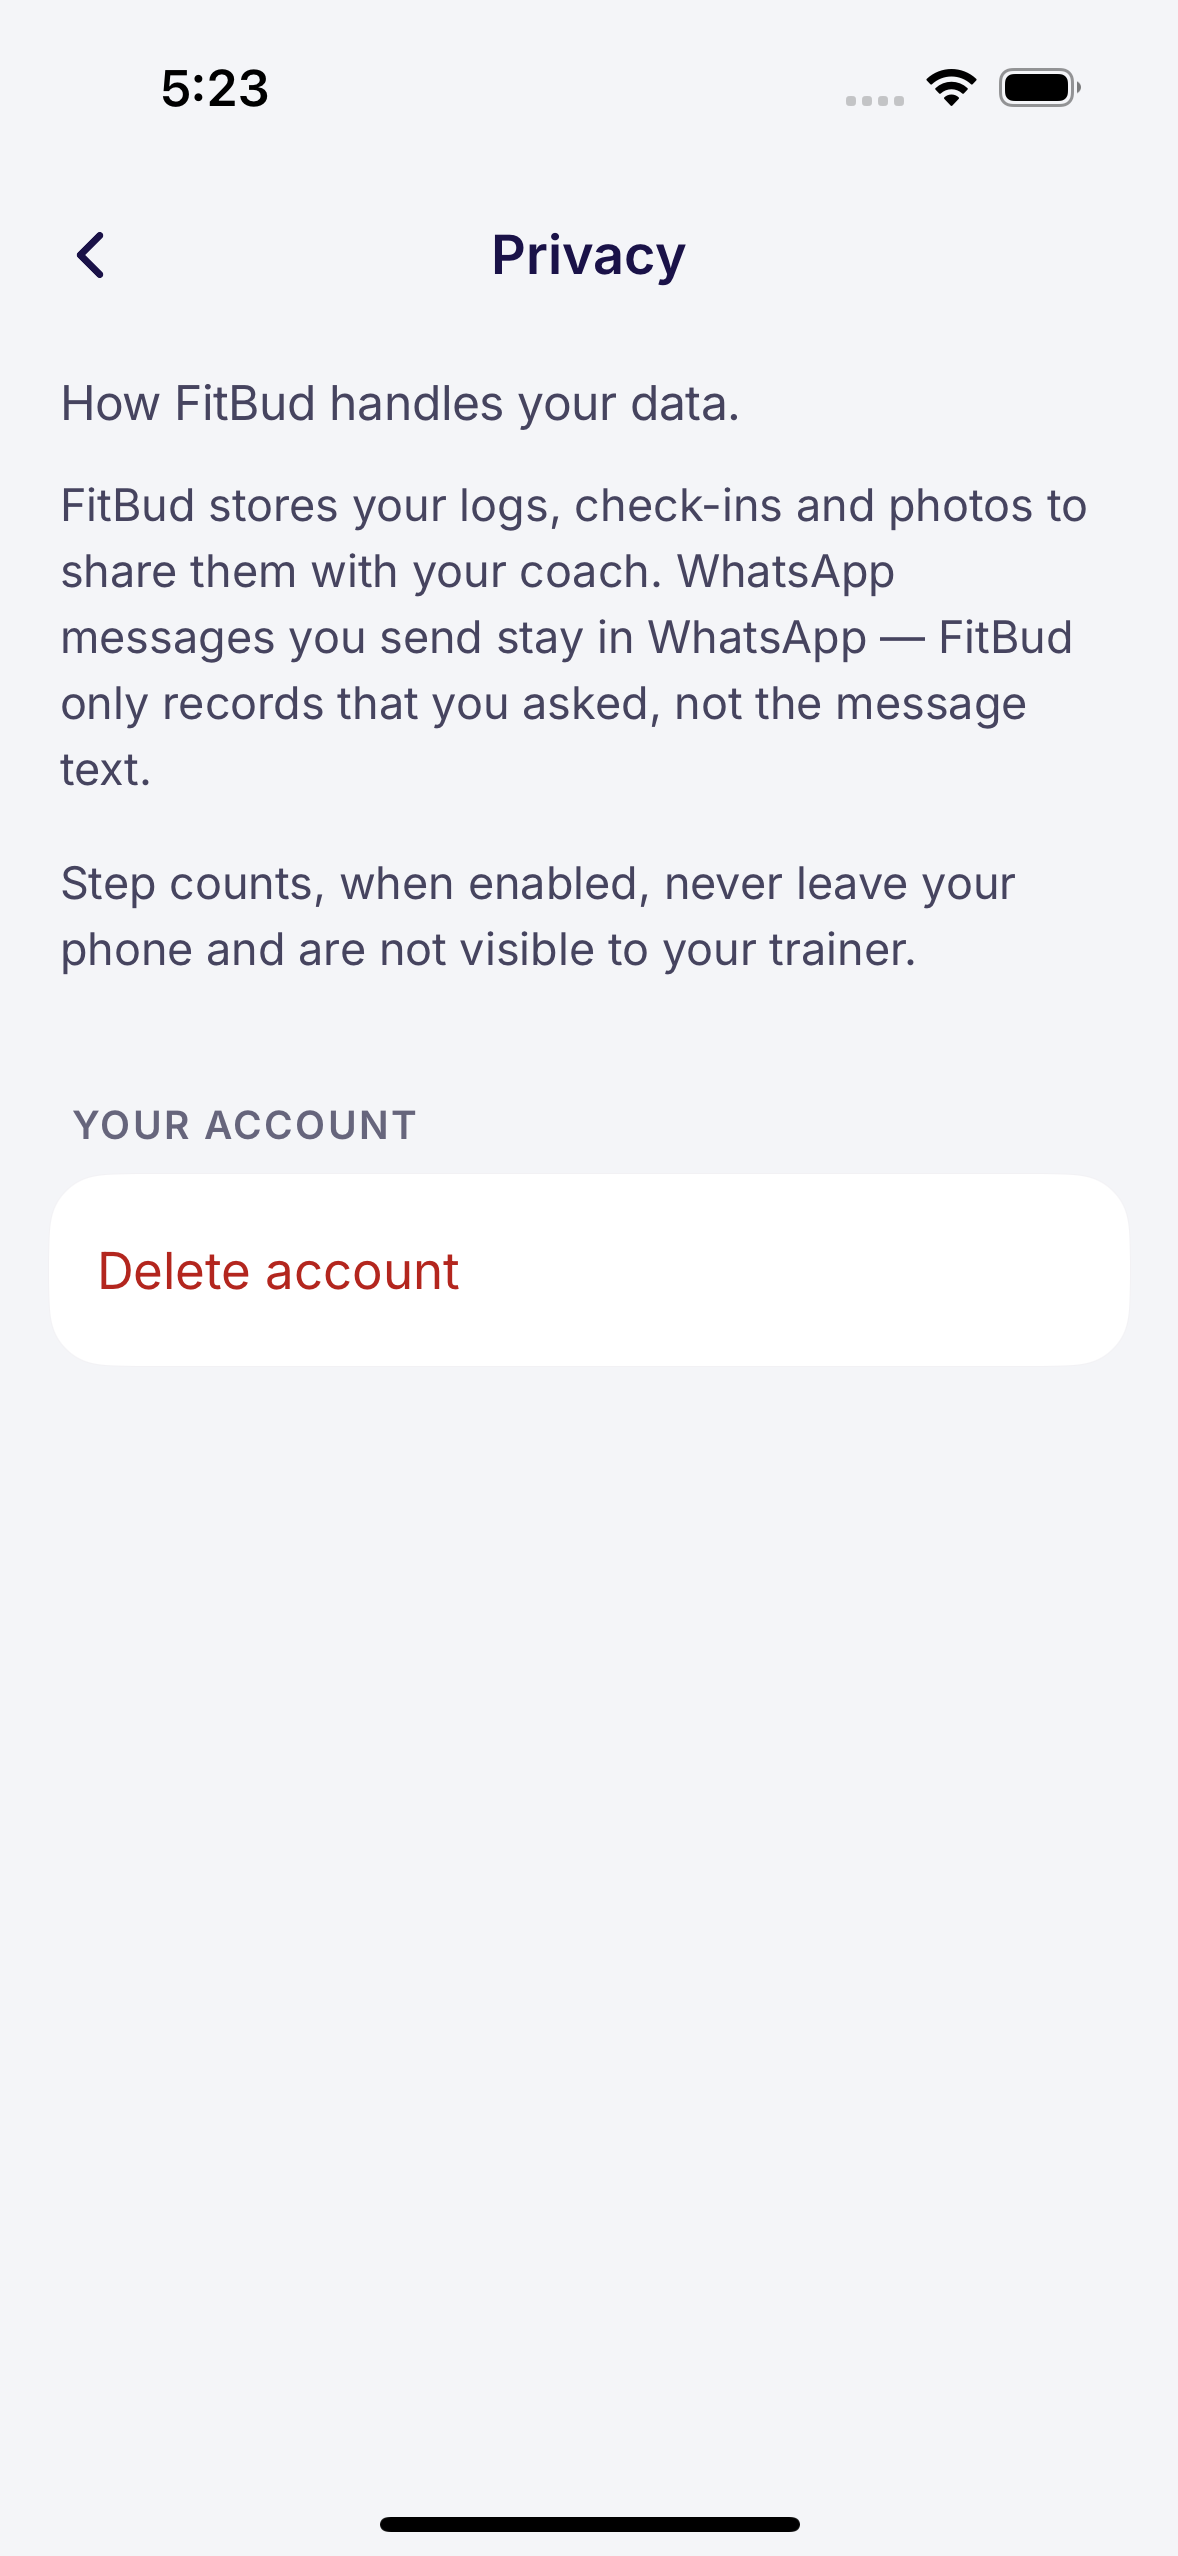 5:23
Privacy
How FitBud handles your data.
FitBud stores your logs, check-ins and photos to
share them with your coach. WhatsApp
messages you send stay in WhatsApp — FitBud
only records that you asked, not the message
text.
Step counts, when enabled, never leave your
phone and are not visible to your trainer.
YOUR ACCOUNT
Delete account